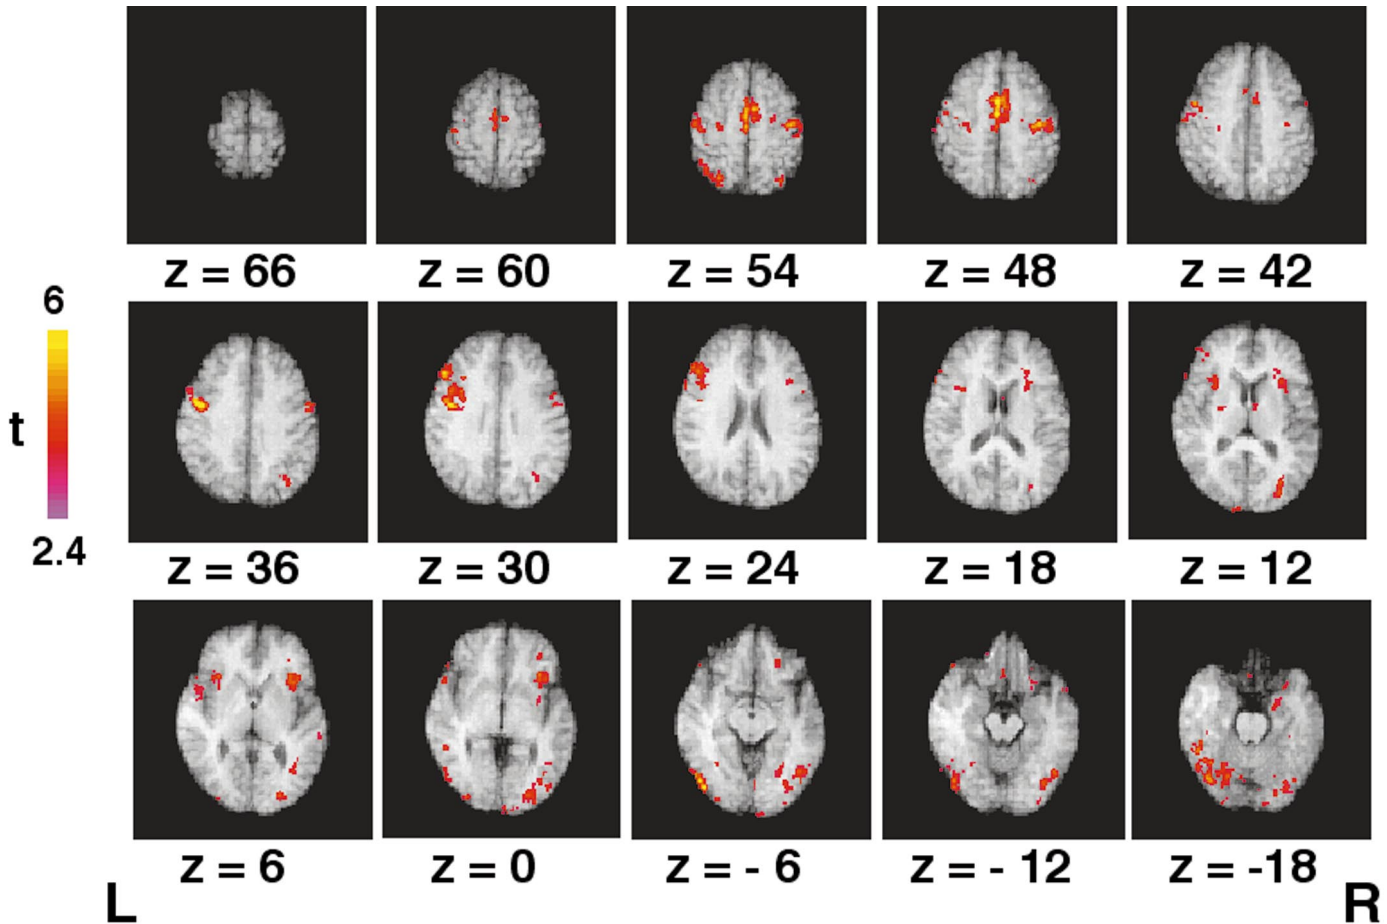 z = 66 z = 60 z = 54 z = 48 z = 42
6
t
2.4
z = 36 z = 30 z = 24 z = 18 z = 12
z = 6 z = 0 z = - 6 z = - 12 z = -18
L R